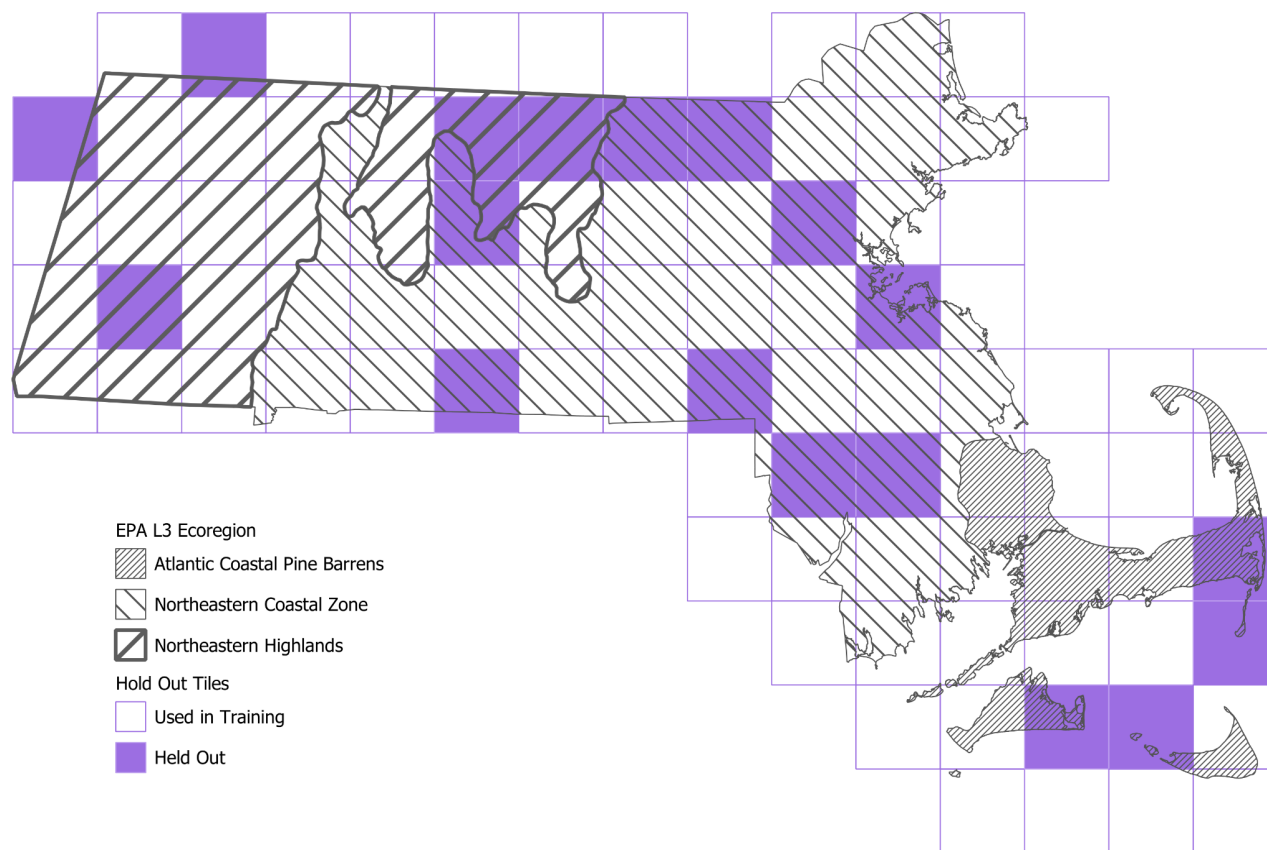 EPA L3 Ecoregion
Atlantic Coastal Pine Barrens
Northeastern Coastal Zone
Northeastern Highlands
Hold Out Tiles
Used in Training
Held Out